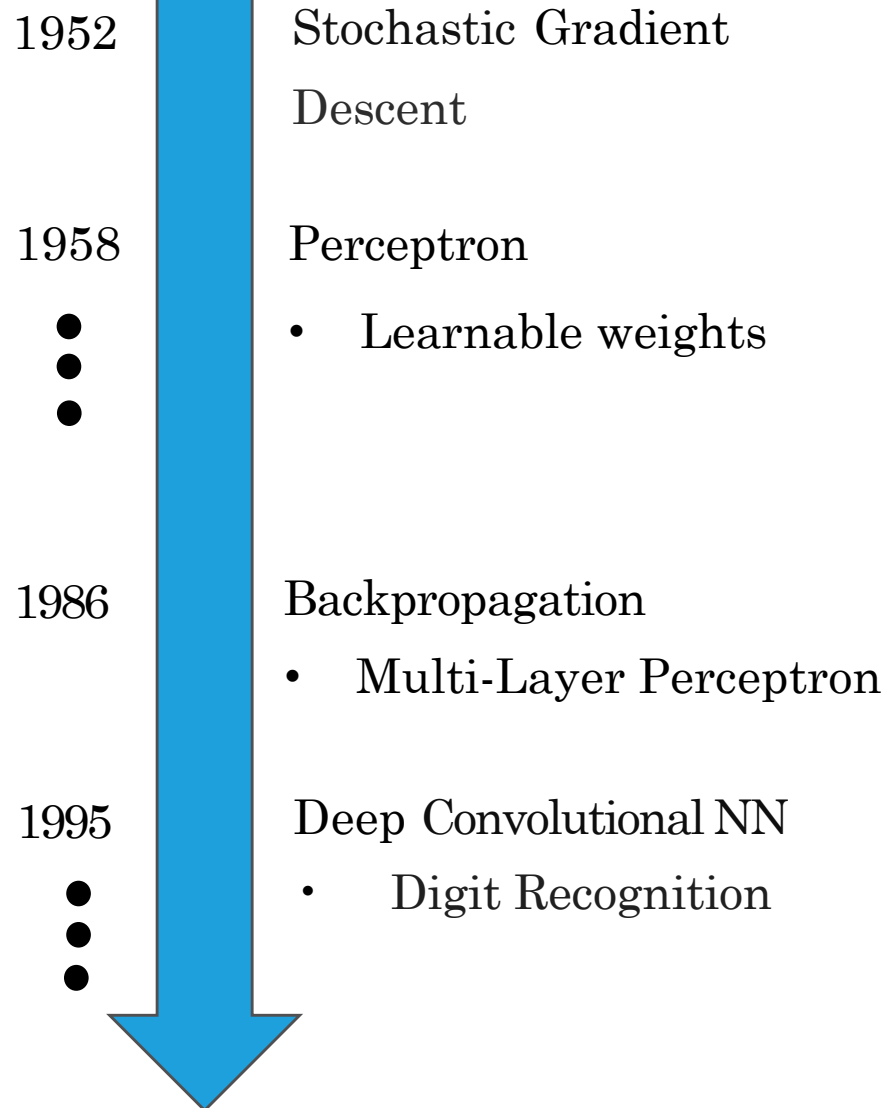 1952 Stochastic Gradient
Descent
1958 Perceptron
• Learnable weights
1986 Backpropagation
• Multi-Layer Perceptron
1995 Deep Convolutional NN
• Digit Recognition